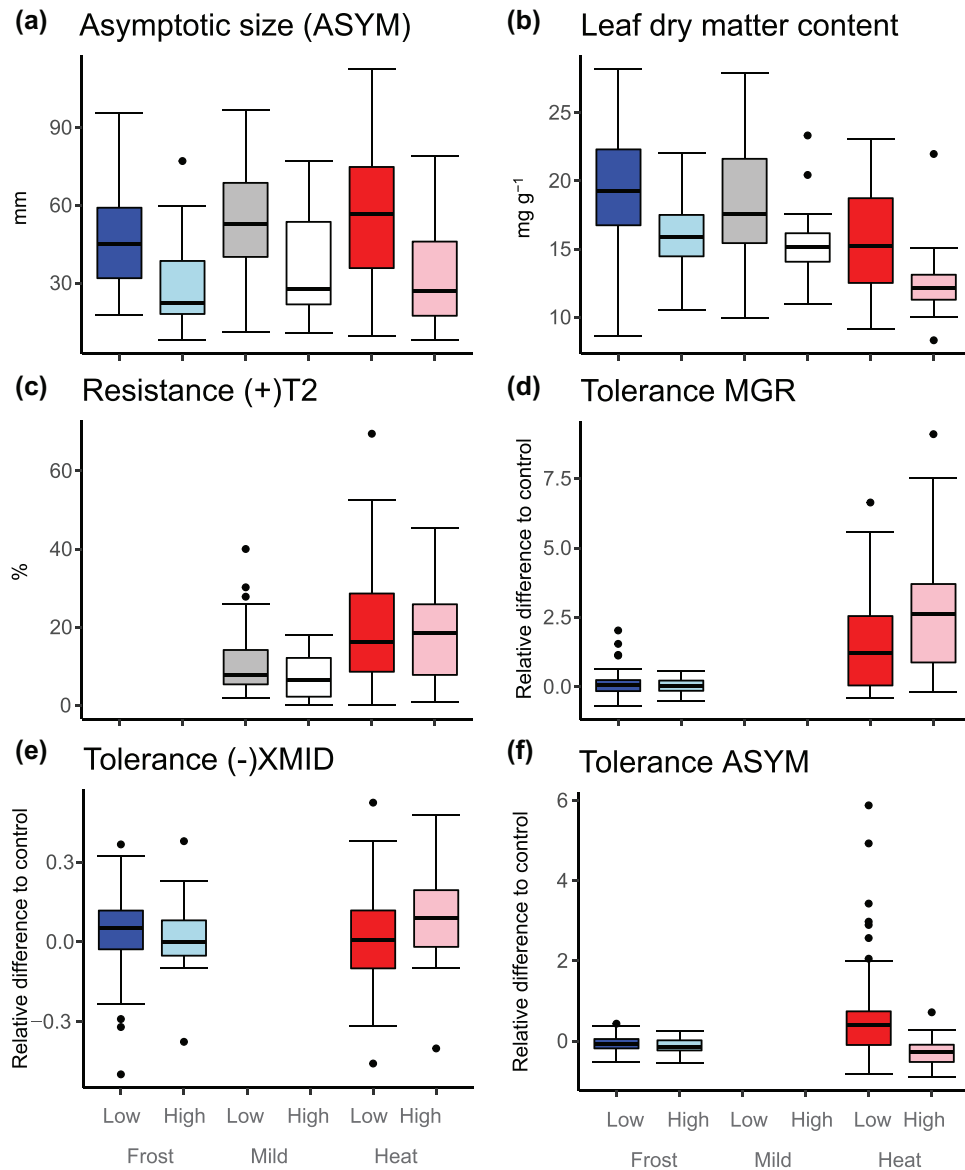 (a) Asymptotic size (ASYM)
mm
90
60
30
(b) Leaf dry matter content
mg g⁻¹
25
20
15
10
(c) Resistance (+)T2
%
60
40
20
0
(d) Tolerance MGR
Relative difference to control
7.5
5.0
2.5
0.0
(e) Tolerance (-)XMID
Relative difference to control
0.3
0.0
−0.3
Low High Low High Low High
Frost Mild Heat
(f) Tolerance ASYM
Relative difference to control
6
4
2
0
Low High Low High Low High
Frost Mild Heat